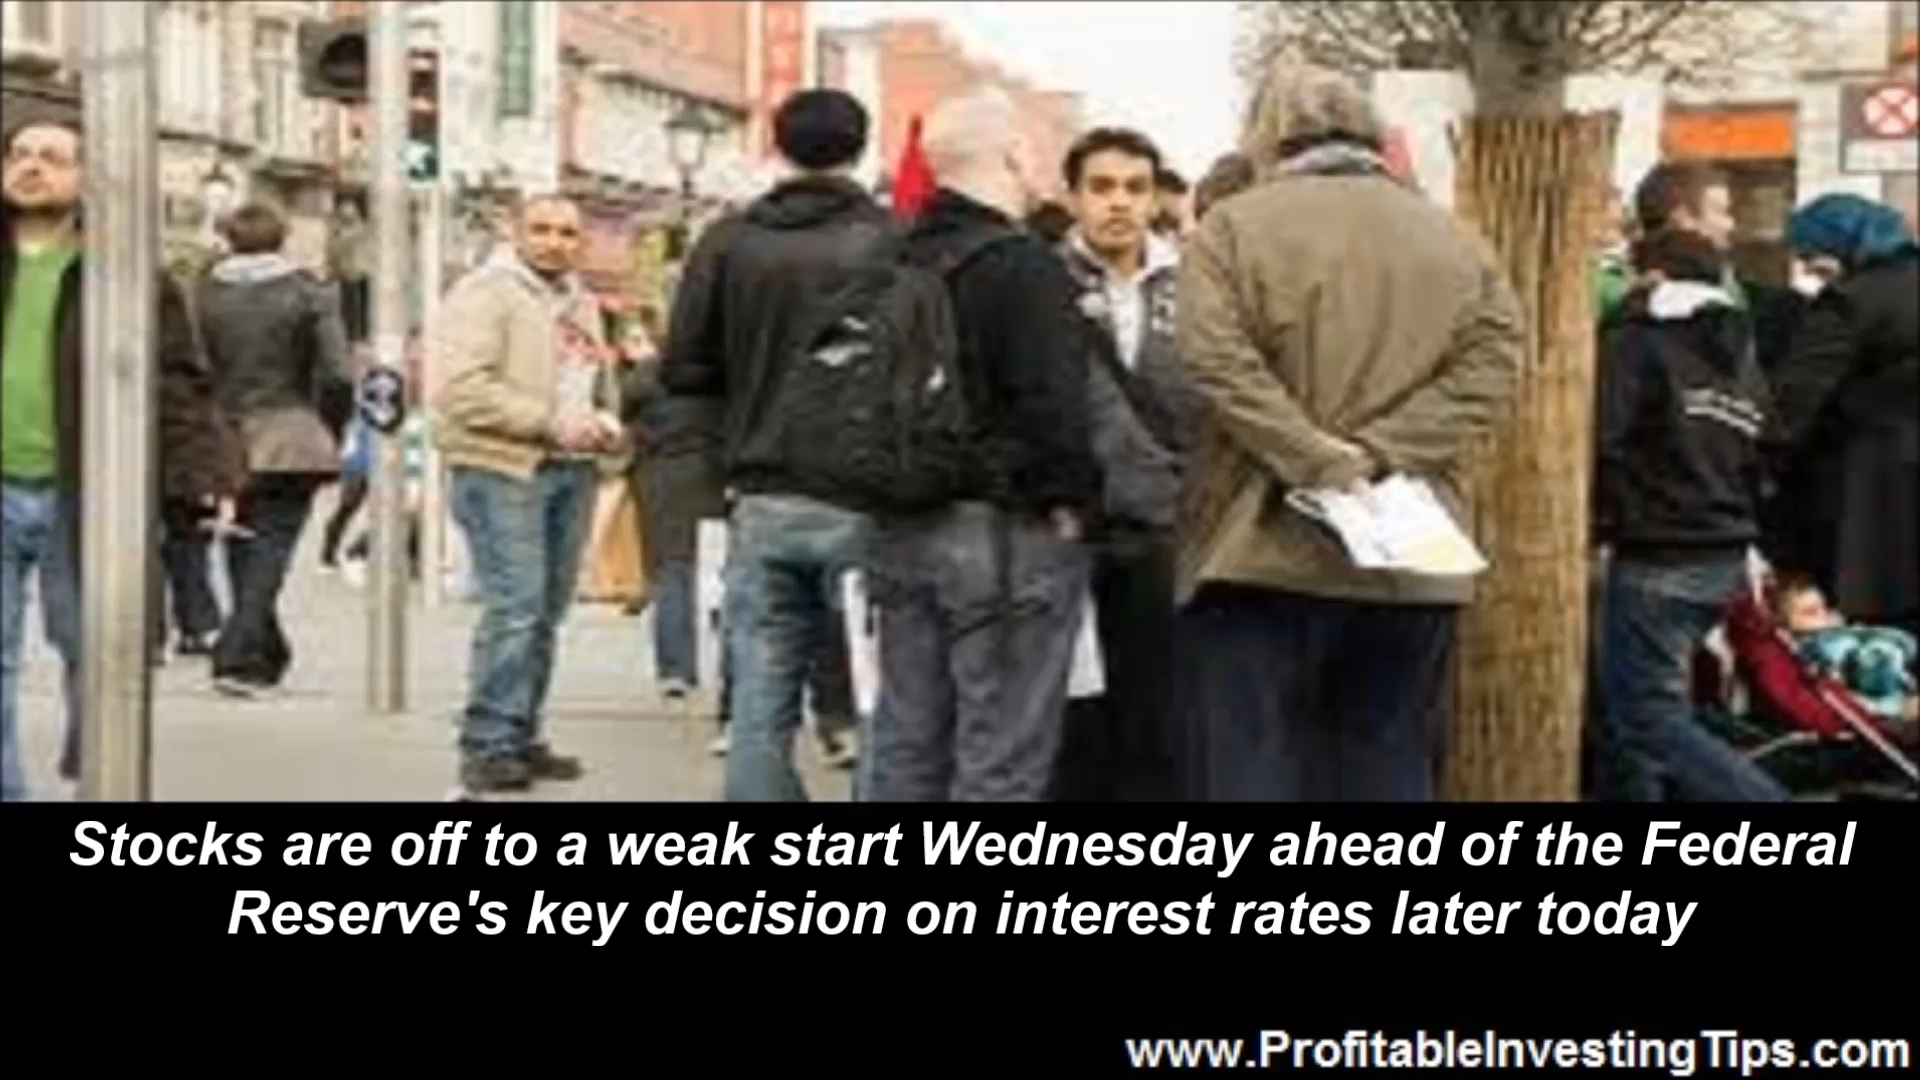 Stocks are off to a weak start Wednesday ahead of the Federal
Reserve's key decision on interest rates later today
www.ProfitableInvestingTips.com